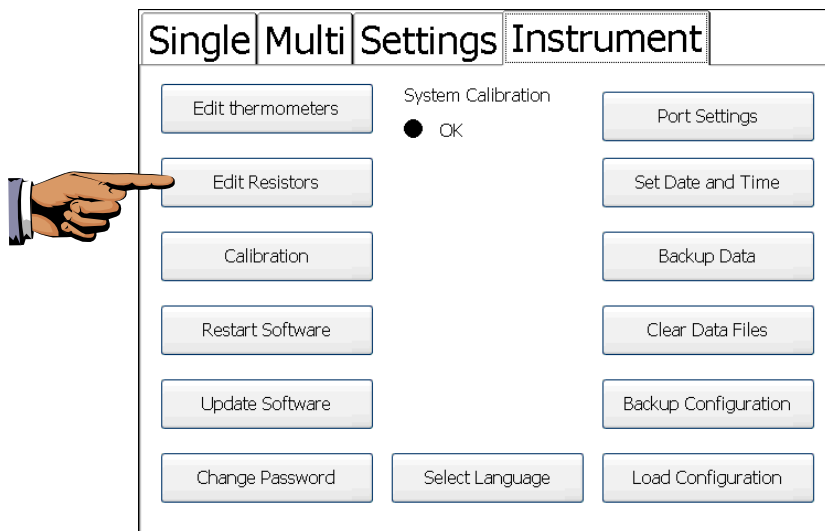 Single Multi Settings Instrument
Edit thermometers
System Calibration
OK
Port Settings
Edit Resistors
Set Date and Time
Calibration
Backup Data
Restart Software
Clear Data Files
Update Software
Backup Configuration
Change Password
Select Language
Load Configuration